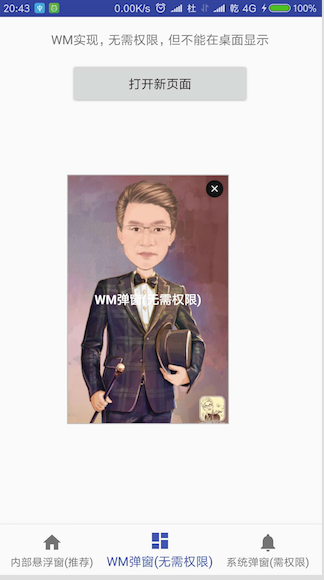 20:43 0.00K/s 杜 乾 4G 100%
WM实现，无需权限，但不能在桌面显示
打开新页面
WM弹窗(无需权限)
内部悬浮窗(推荐) WM弹窗(无需权限) 系统弹窗(需权限)